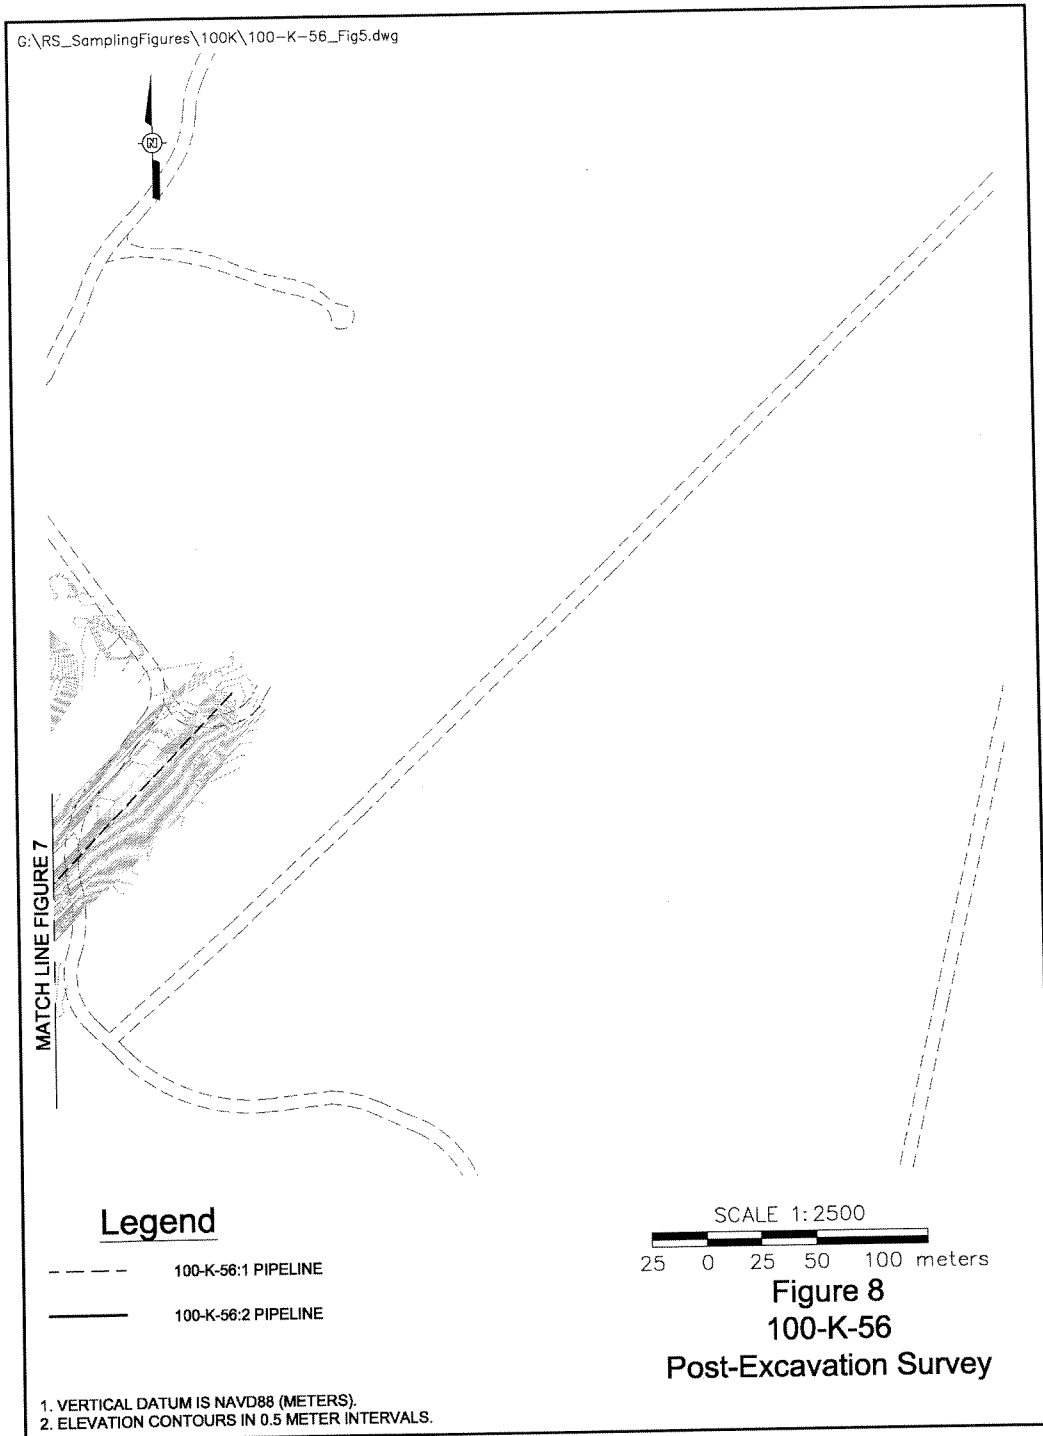 G:\RS_SamplingFigures\100K\100-K-56_Fig5.dwg
N
MATCH LINE FIGURE 7
Legend
100-K-56:1 PIPELINE
100-K-56:2 PIPELINE
SCALE 1:2500
25 0 25 50 100 meters
Figure 8
100-K-56
Post-Excavation Survey
1. VERTICAL DATUM IS NAVD88 (METERS).
2. ELEVATION CONTOURS IN 0.5 METER INTERVALS.